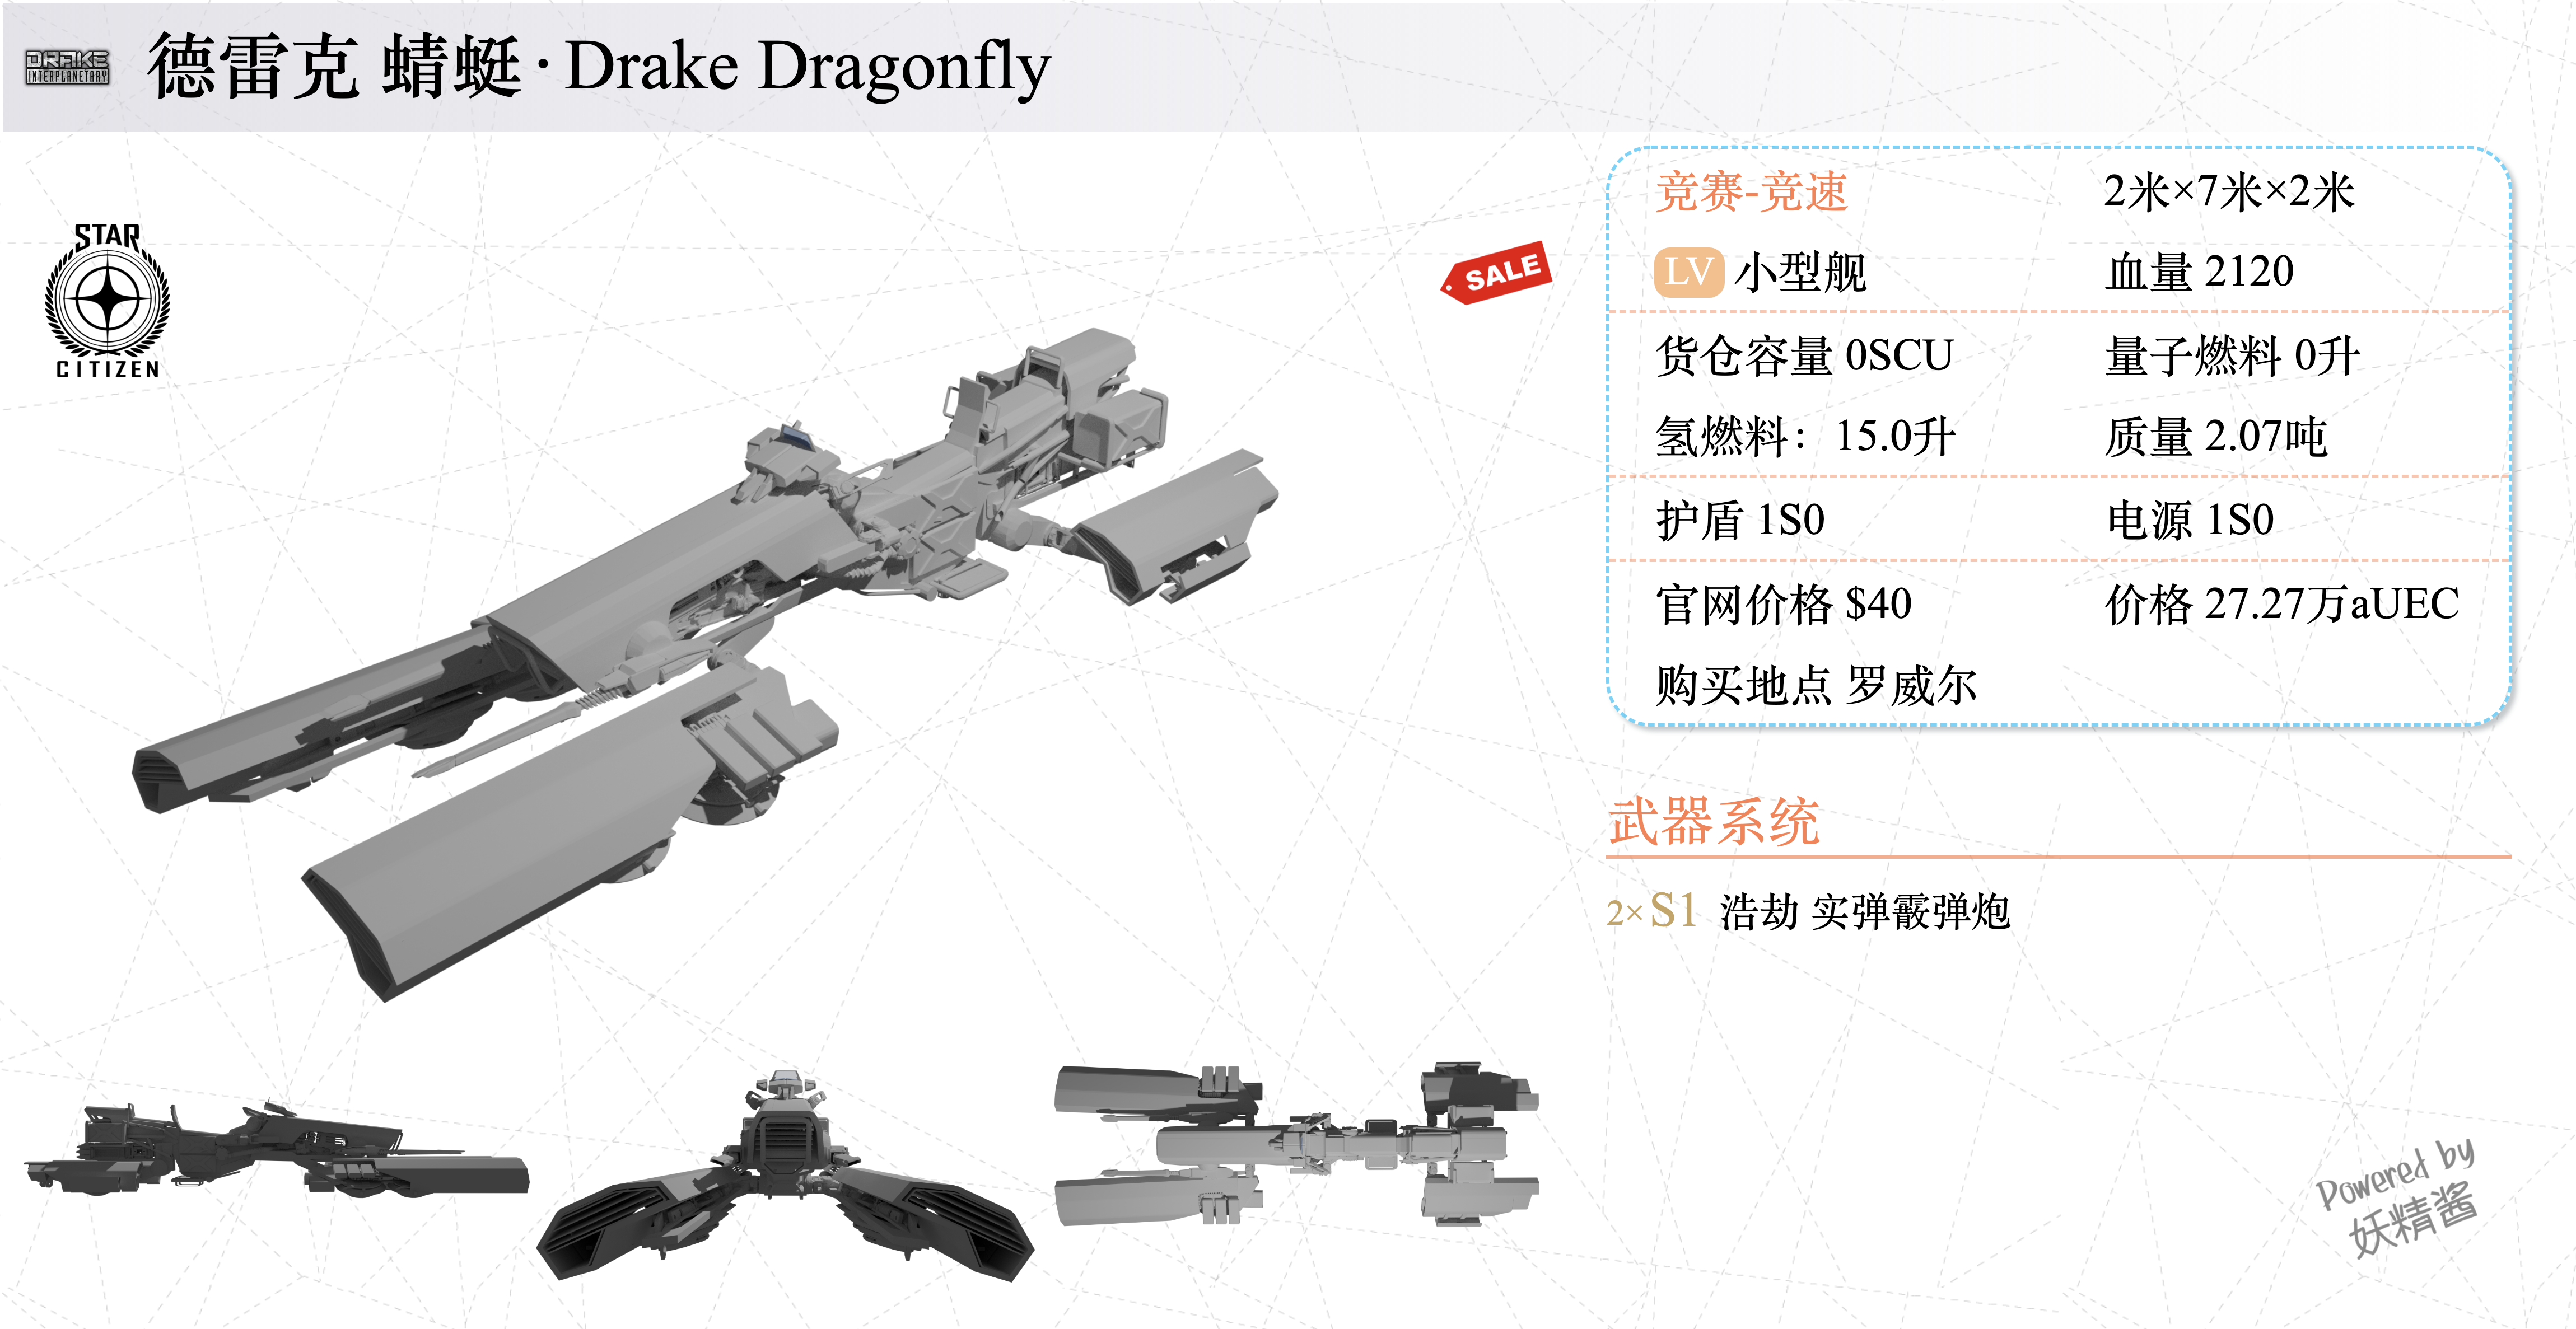 DRAKE
INTERPLANETARY
德雷克 蜻蜓 · Drake Dragonfly
STAR
CITIZEN
SALE
竞赛-竞速
2米×7米×2米
LV 小型舰
血量 2120
货仓容量 0SCU
量子燃料 0升
氢燃料：15.0升
质量 2.07吨
护盾 1S0
电源 1S0
官网价格 $40
价格 27.27万aUEC
购买地点 罗威尔
武器系统
2× S1 浩劫 实弹霰弹炮
Powered by
妖精酱